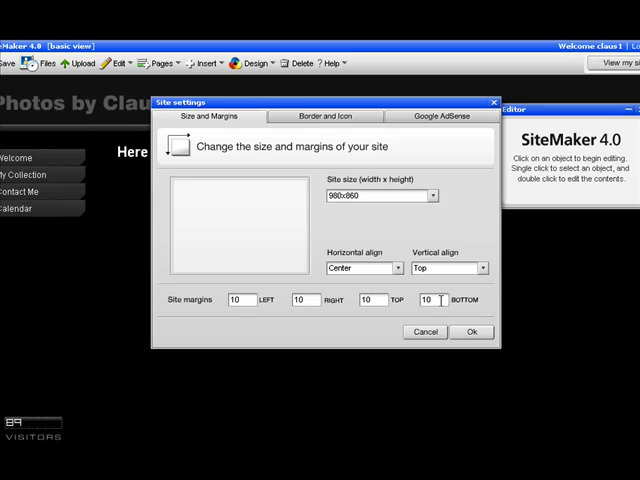 iteMaker 4.0 [basic view]
Welcome claus1 | Lo
Save Files Upload Edit Pages Insert Design Delete ? Help
View my si
Photos by Clau
Welcome
My Collection
Contact Me
Calendar
Here
Site settings
Size and Margins Border and Icon Google AdSense
Change the size and margins of your site
Site size (width x height)
980x860
Horizontal align Vertical align
Center Top
Site margins 10 LEFT 10 RIGHT 10 TOP 10 BOTTOM
Cancel Ok
Editor
SiteMaker 4.0
Click on an object to begin editing.
Single click to select an object, and
double click to edit the contents.
89
VISITORS